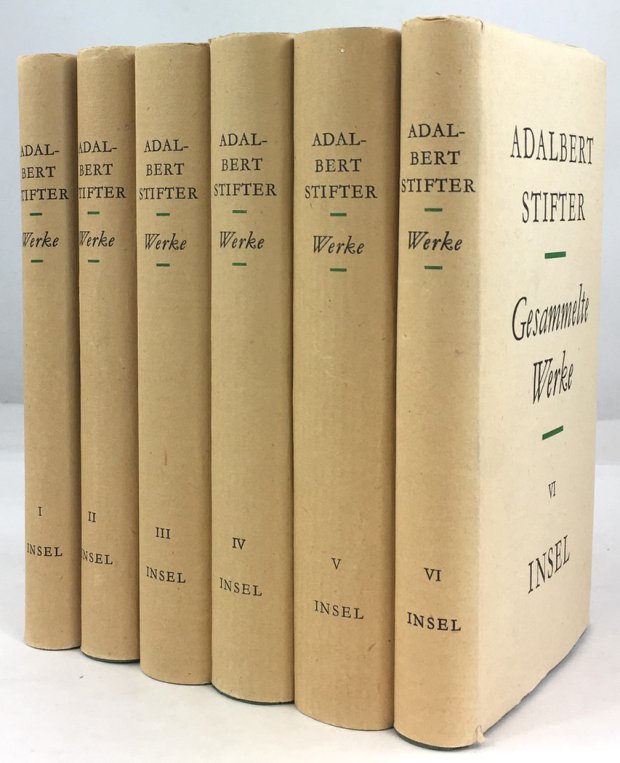 ADAL-
BERT
STIFTER
Werke
I
INSEL
ADAL-
BERT
STIFTER
Werke
II
INSEL
ADAL-
BERT
STIFTER
Werke
III
INSEL
ADAL-
BERT
STIFTER
Werke
IV
INSEL
ADAL-
BERT
STIFTER
Werke
V
INSEL
ADAL-
BERT
STIFTER
Werke
VI
INSEL
ADALBERT
STIFTER
Gesammelte
Werke
VI
INSEL